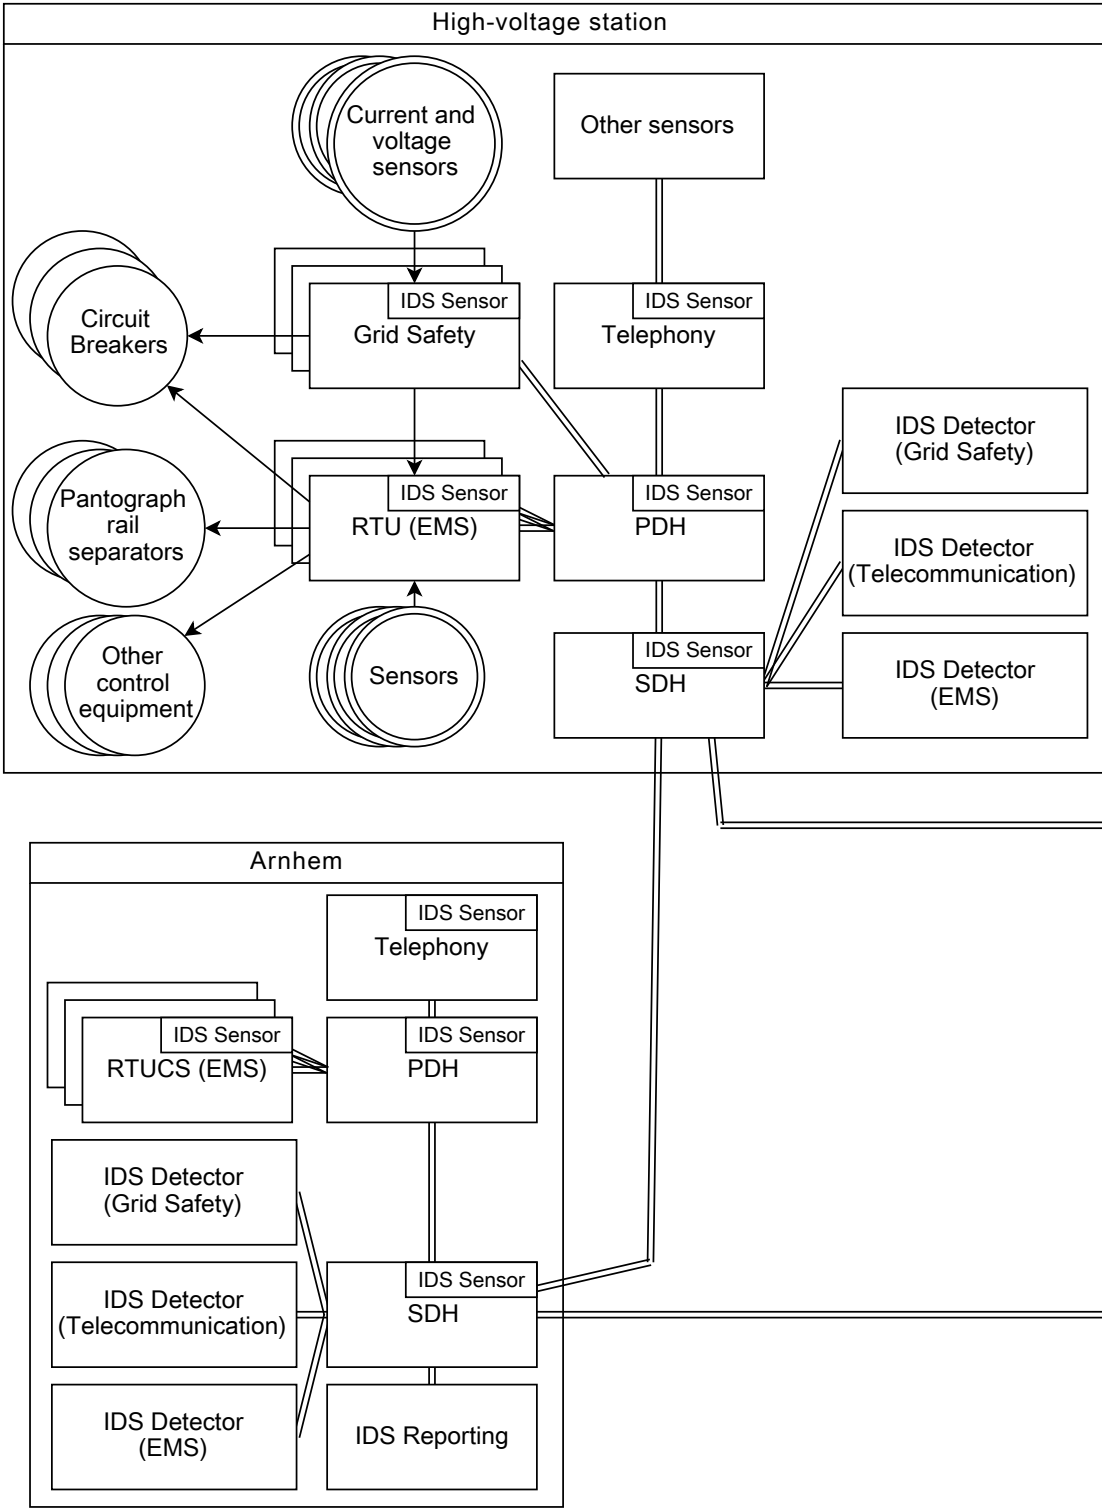 High-voltage station
Current and
voltage
sensors
Other sensors
IDS Sensor
Grid Safety
IDS Sensor
Telephony
Circuit
Breakers
IDS Detector
(Grid Safety)
Pantograph
rail
separators
IDS Sensor
RTU (EMS)
IDS Sensor
PDH
IDS Detector
(Telecommunication)
Other
control
equipment
Sensors
IDS Sensor
SDH
IDS Detector
(EMS)
Arnhem
IDS Sensor
Telephony
IDS Sensor
RTUCS (EMS)
IDS Sensor
PDH
IDS Detector
(Grid Safety)
IDS Detector
(Telecommunication)
IDS Sensor
SDH
IDS Detector
(EMS)
IDS Reporting